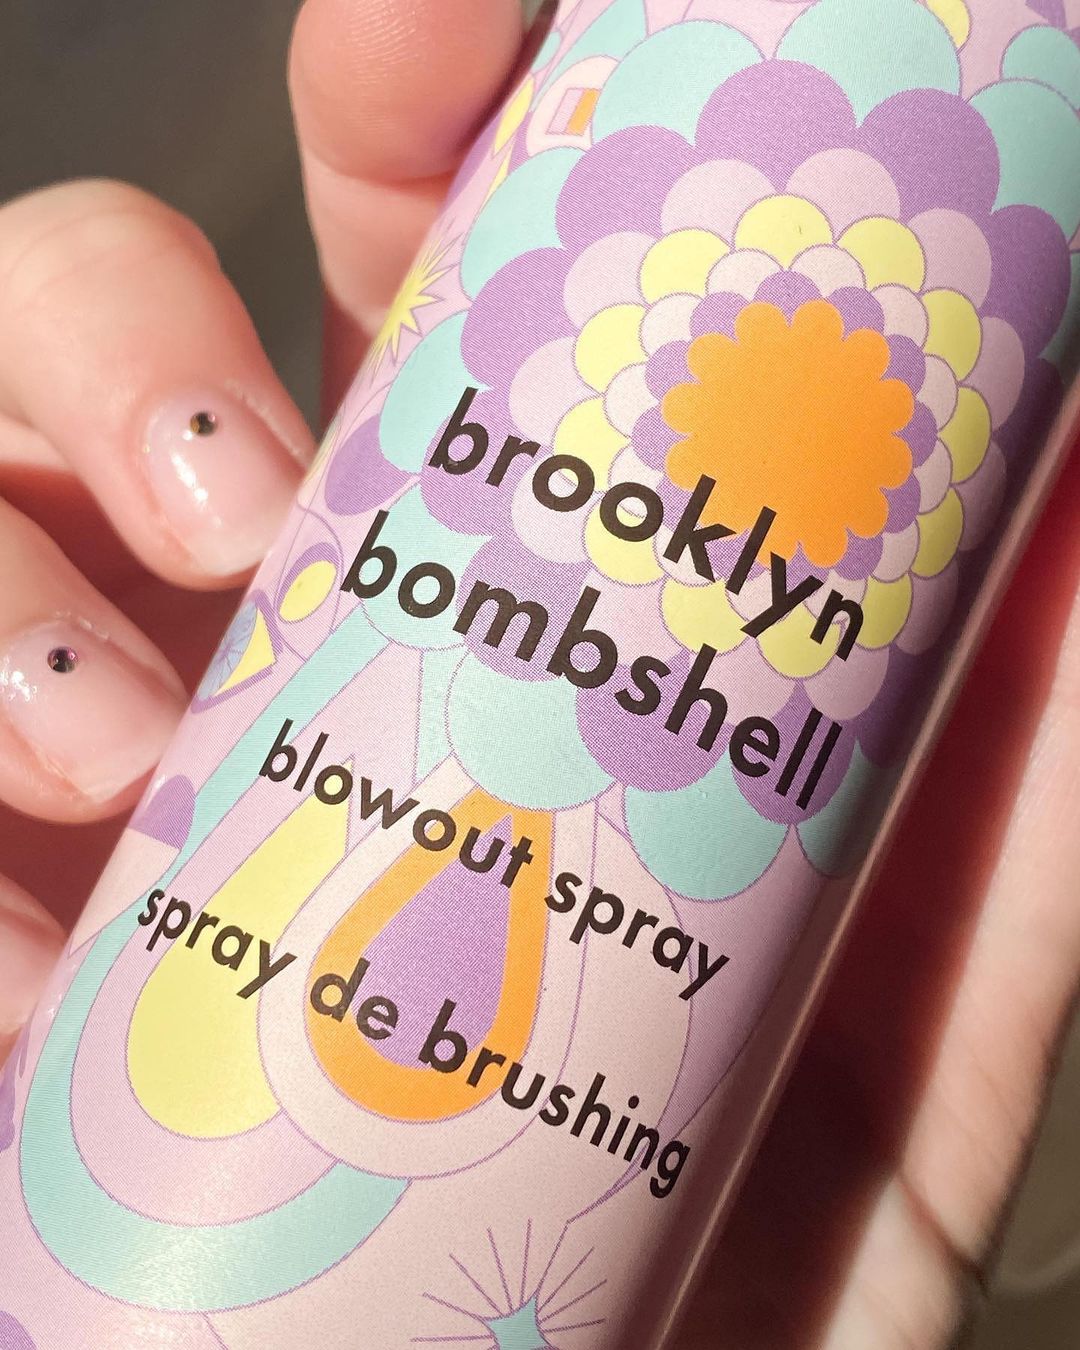 brooklyn
bombshell
blowout spray
spray de brushing